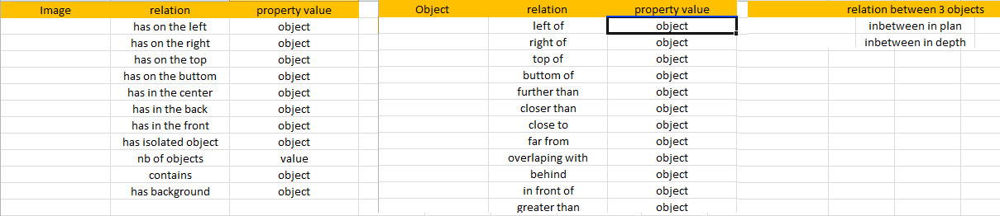 Image relation property value Object relation property value relation between 3 objects
has on the left object left of object inbetween in plan
has on the right object right of object inbetween in depth
has on the top object top of object
has on the buttom object buttom of object
has in the center object further than object
has in the back object closer than object
has in the front object close to object
has isolated object object far from object
nb of objects value overlaping with object
contains object behind object
has background object in front of object
greater than object